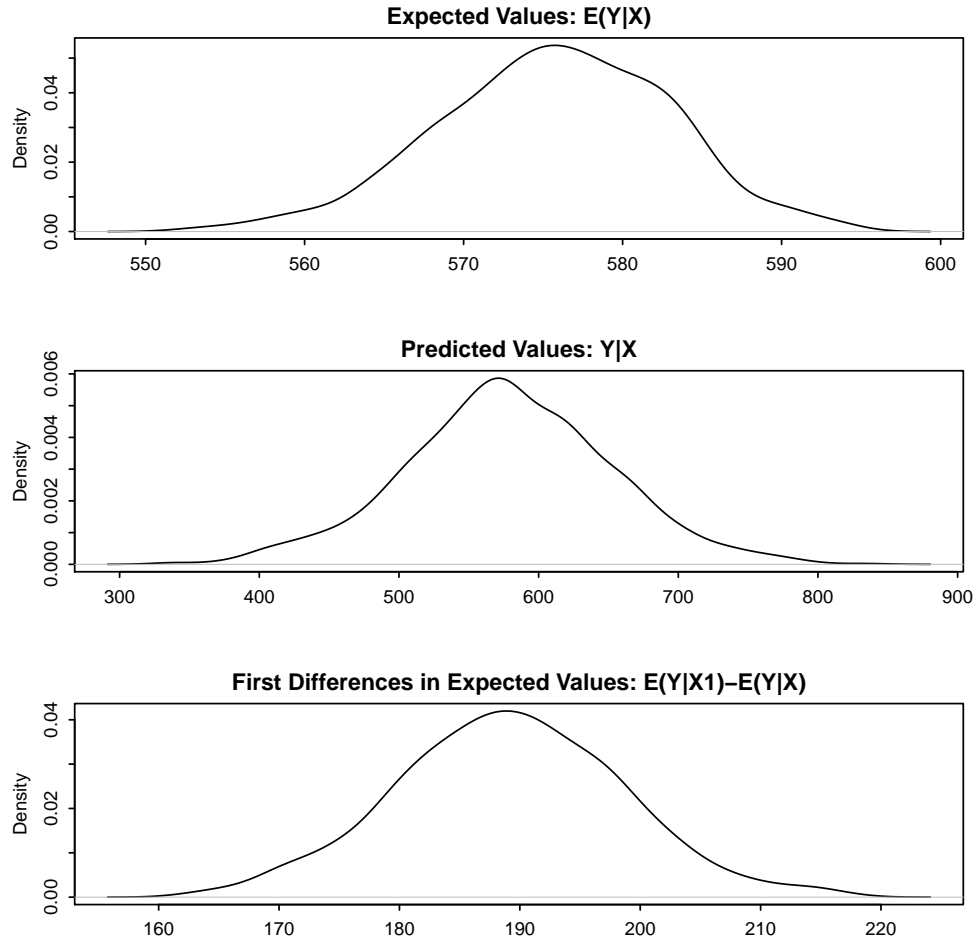 Expected Values: E(Y|X)
Density
0.00 0.02 0.04
550 560 570 580 590 600
Predicted Values: Y|X
Density
0.000 0.002 0.004 0.006
300 400 500 600 700 800 900
First Differences in Expected Values: E(Y|X1)−E(Y|X)
Density
0.00 0.02 0.04
160 170 180 190 200 210 220